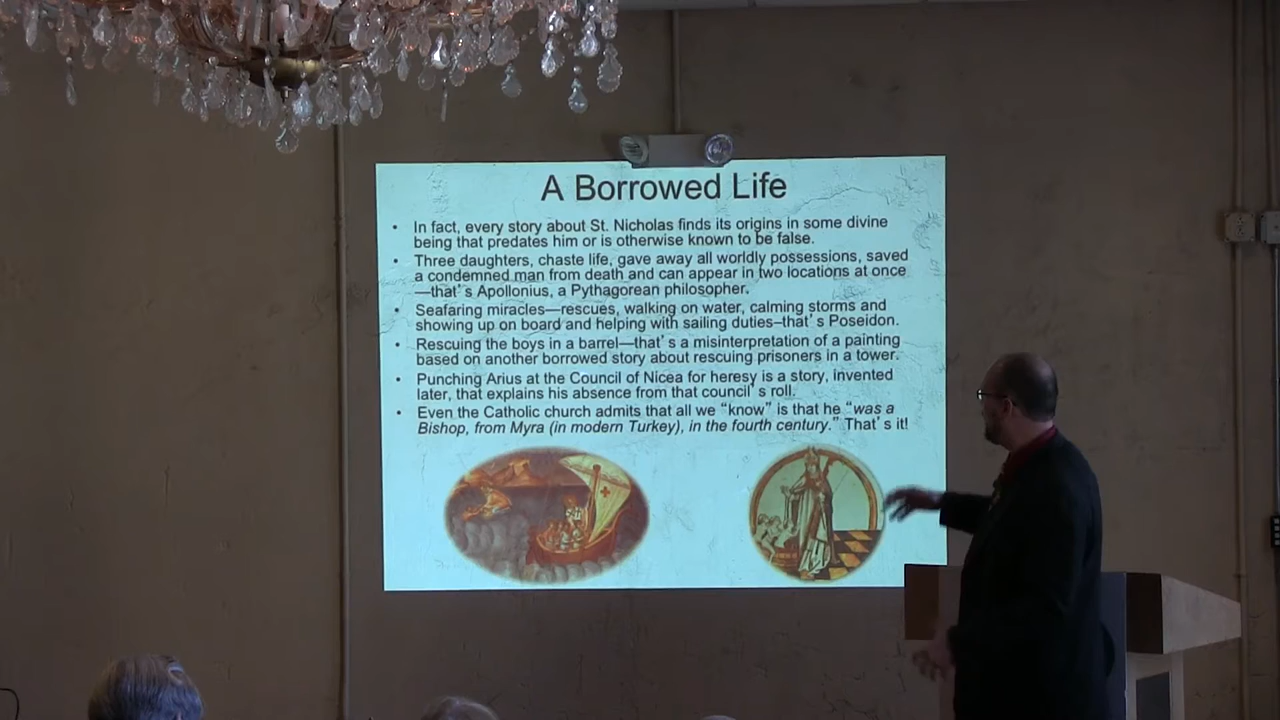 A Borrowed Life
• In fact, every story about St. Nicholas finds its origins in some divine
being that predates him or is otherwise known to be false.
• Three daughters, chaste life, gave away all worldly possessions, saved
a condemned man from death and can appear in two locations at once
—that's Apollonius, a Pythagorean philosopher.
• Seafaring miracles—rescues, walking on water, calming storms and
showing up on board and helping with sailing duties–that's Poseidon.
• Rescuing the boys in a barrel—that's a misinterpretation of a painting
based on another borrowed story about rescuing prisoners in a tower.
• Punching Arius at the Council of Nicea for heresy is a story, invented
later, that explains his absence from that council's roll.
• Even the Catholic church admits that all we “know” is that he “was a
Bishop, from Myra (in modern Turkey), in the fourth century.” That's it!